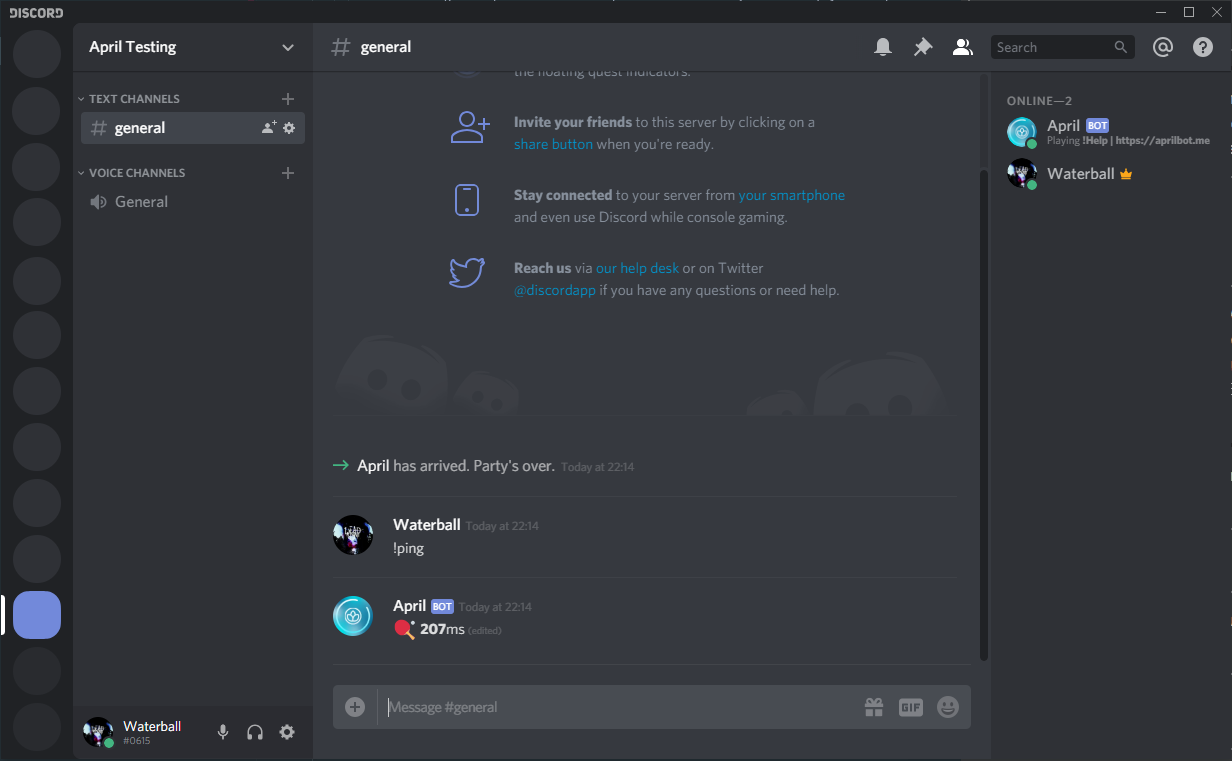 DISCORD
April Testing
TEXT CHANNELS
general
VOICE CHANNELS
General
Waterball
#0615
# general
Search
the floating quest indicators.
Invite your friends to this server by clicking on a
share button when you're ready.
Stay connected to your server from your smartphone
and even use Discord while console gaming.
Reach us via our help desk or on Twitter
@discordapp if you have any questions or need help.
April has arrived. Party's over. Today at 22:14
Waterball Today at 22:14
!ping
April BOT Today at 22:14
207ms (edited)
Message #general
GIF
ONLINE—2
April BOT
Playing !Help | https://aprilbot.me
Waterball